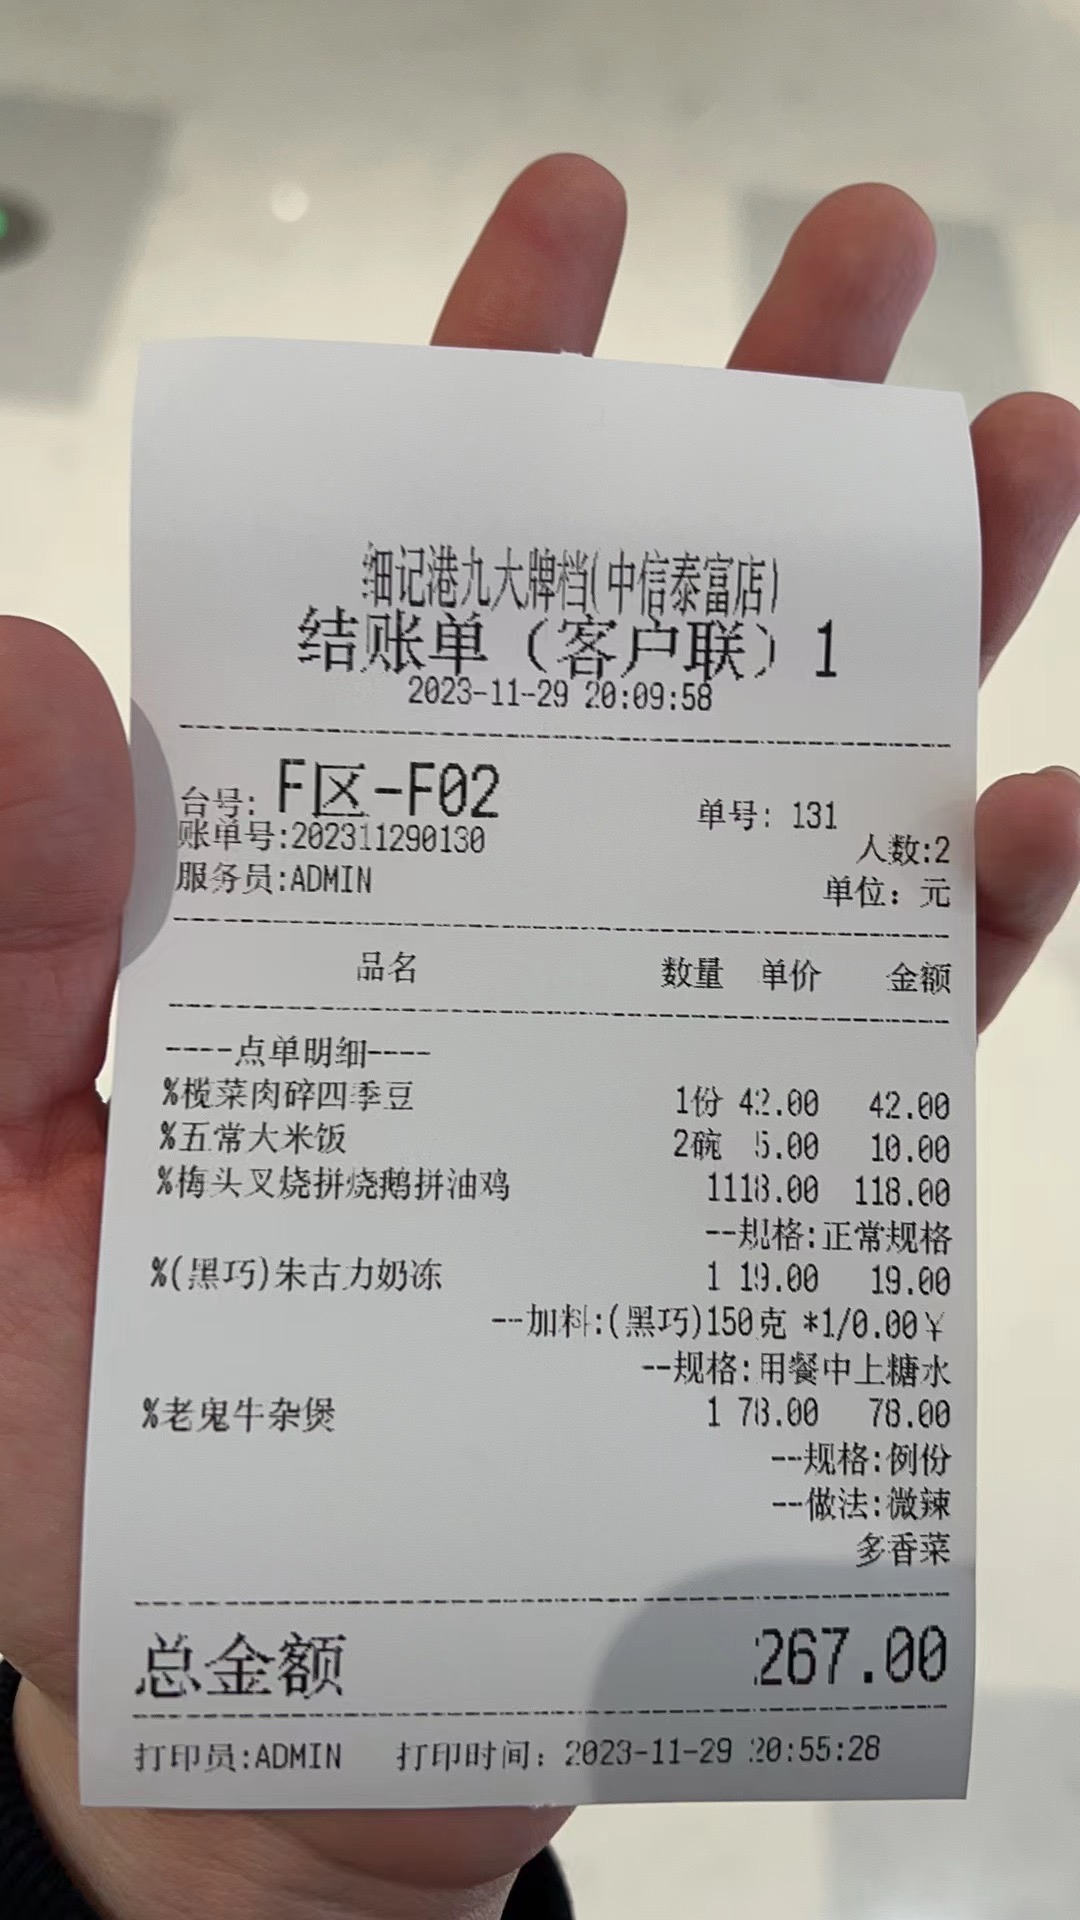 细记港九大牌档(中信泰富店)
结账单（客户联）1
2023-11-29 20:09:58
台号: F区-F02 单号: 131
账单号:202311290130 人数:2
服务员:ADMIN 单位: 元
品名 数量 单价 金额
----点单明细----
%榄菜肉碎四季豆 1份 42.00 42.00
%五常大米饭 2碗 5.00 10.00
%梅头叉烧拼烧鹅拼油鸡 1118.00 118.00
--规格:正常规格
%(黑巧)朱古力奶冻 1 19.00 19.00
--加料:(黑巧)150克 *1/0.00¥
--规格:用餐中上糖水
%老鬼牛杂煲 1 78.00 78.00
--规格:例份
--做法:微辣
多香菜
总金额 267.00
打印员:ADMIN 打印时间: 2023-11-29 20:55:28